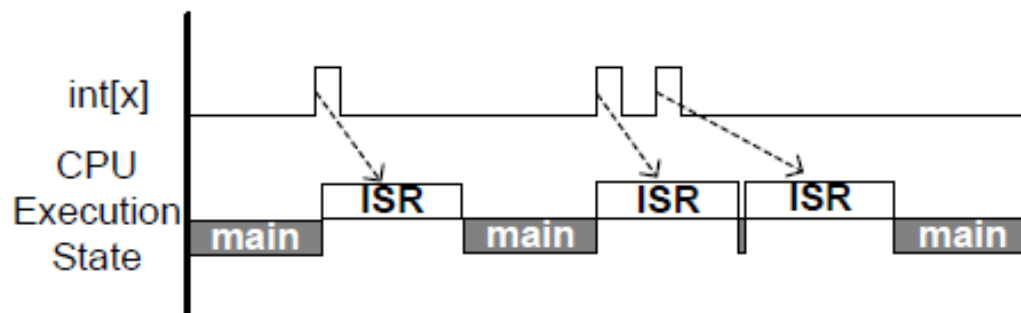 int[x]
CPU
Execution
State
ISR ISR ISR
main main main